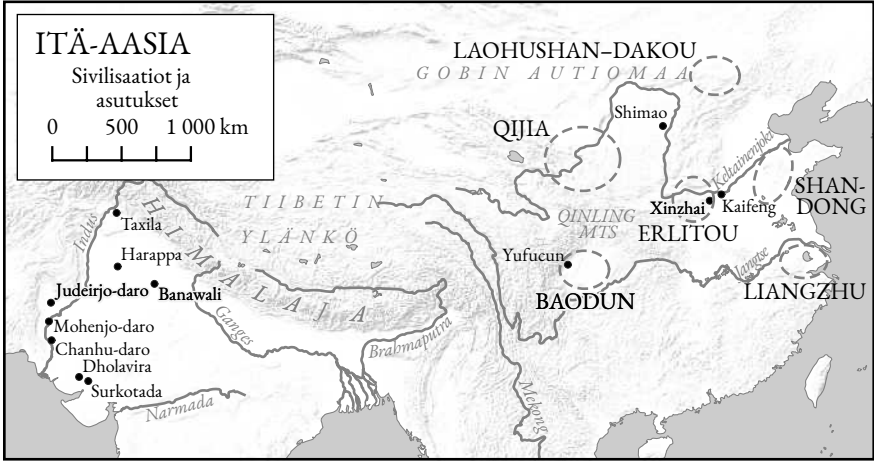 ITÄ-AASIA
Sivilisaatiot ja
asutukset
0 500 1 000 km
LAOHUSHAN–DAKOU
GOBIN AUTIOMAA
Shimao
QIJIA
Keltainenjoki
SHAN-
DONG
Xinzhai
Kaifeng
ERLITOU
QINLING
MTS
TIIBETIN
YLÄNKÖ
HIMALAJA
Indus
Taxila
Harappa
Judeirjo-daro
Banawali
Mohenjo-daro
Chanhu-daro
Dholavira
Surkotada
Narmada
Ganges
Brahmaputra
Mekong
Yufucun
BAODUN
Jangtse
LIANGZHU